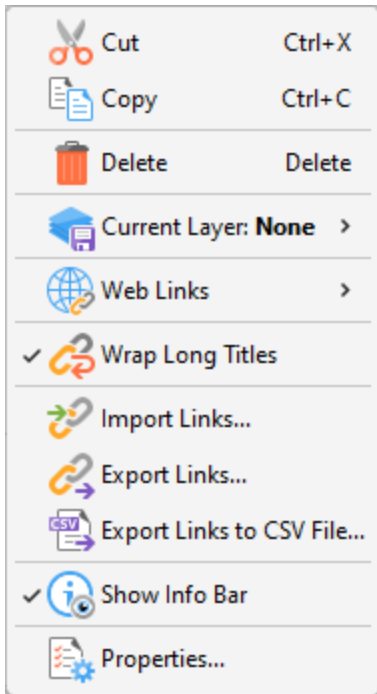 Cut Ctrl+X
Copy Ctrl+C
Delete Delete
Current Layer: None
Web Links
Wrap Long Titles
Import Links...
Export Links...
CSV
Export Links to CSV File...
Show Info Bar
Properties...